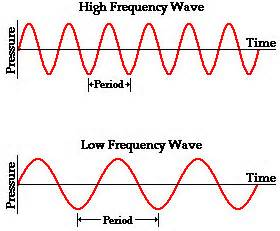 High Frequency Wave
Pressure
Time
Period
Low Frequency Wave
Pressure
Time
Period